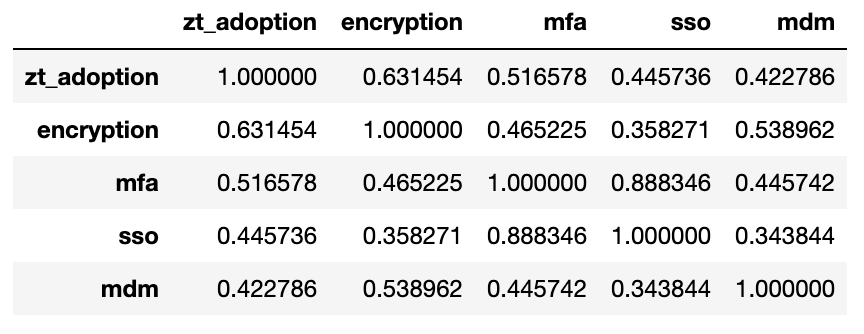 zt_adoption encryption mfa sso mdm
zt_adoption 1.000000 0.631454 0.516578 0.445736 0.422786
encryption 0.631454 1.000000 0.465225 0.358271 0.538962
mfa 0.516578 0.465225 1.000000 0.888346 0.445742
sso 0.445736 0.358271 0.888346 1.000000 0.343844
mdm 0.422786 0.538962 0.445742 0.343844 1.000000